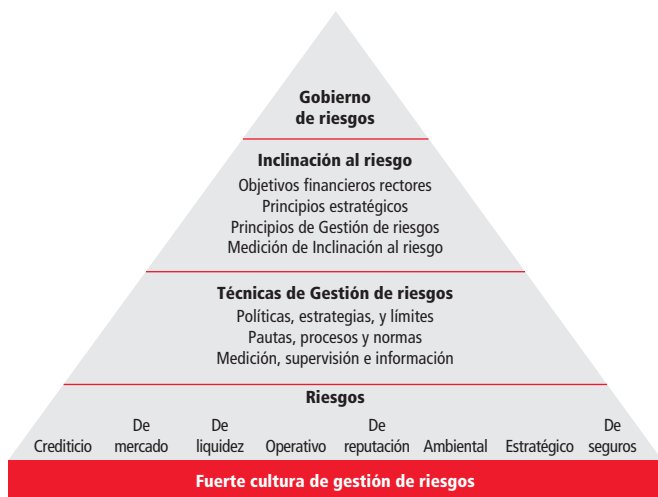 Gobierno
de riesgos
Inclinación al riesgo
Objetivos financieros rectores
Principios estratégicos
Principios de Gestión de riesgos
Medición de Inclinación al riesgo
Técnicas de Gestión de riesgos
Políticas, estrategias, y límites
Pautas, procesos y normas
Medición, supervisión e información
Riesgos
Crediticio
De
mercado
De
liquidez
Operativo
De
reputación
Ambiental
Estratégico
De
seguros
Fuerte cultura de gestión de riesgos